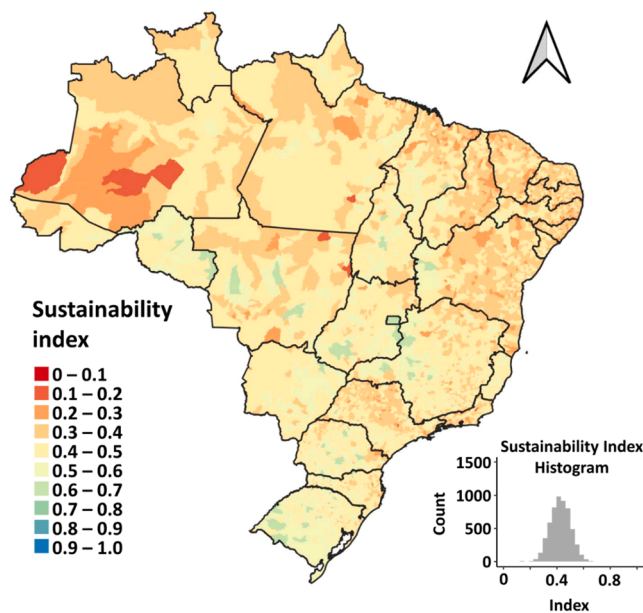 Sustainability
index
0 – 0.1
0.1 – 0.2
0.2 – 0.3
0.3 – 0.4
0.4 – 0.5
0.5 – 0.6
0.6 – 0.7
0.7 – 0.8
0.8 – 0.9
0.9 – 1.0
Sustainability Index
Histogram
1500
1000
500
0
Count
0 0.4 0.8
Index